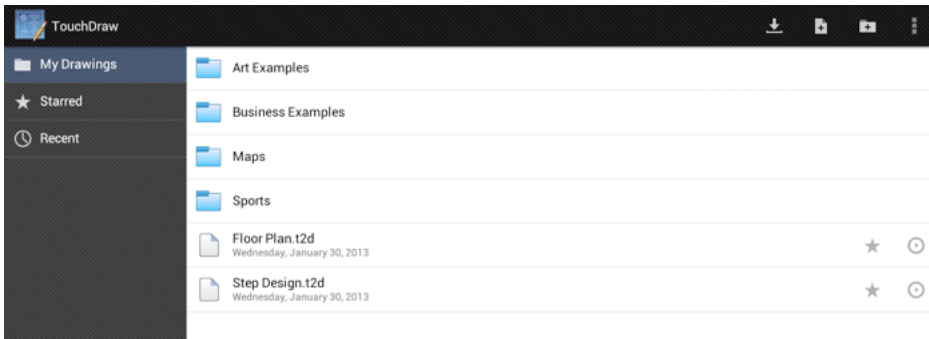 TouchDraw
My Drawings
Starred
Recent
Art Examples
Business Examples
Maps
Sports
Floor Plan.t2d
Wednesday, January 30, 2013
Step Design.t2d
Wednesday, January 30, 2013